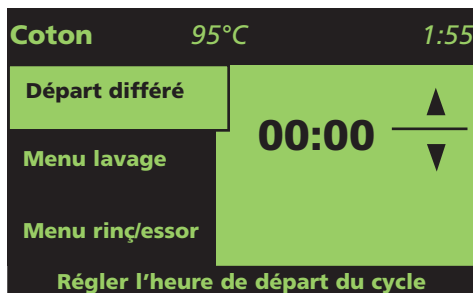 Coton 95°C 1:55
Départ différé
00:00
Menu lavage
Menu rinç/essor
Régler l'heure de départ du cycle